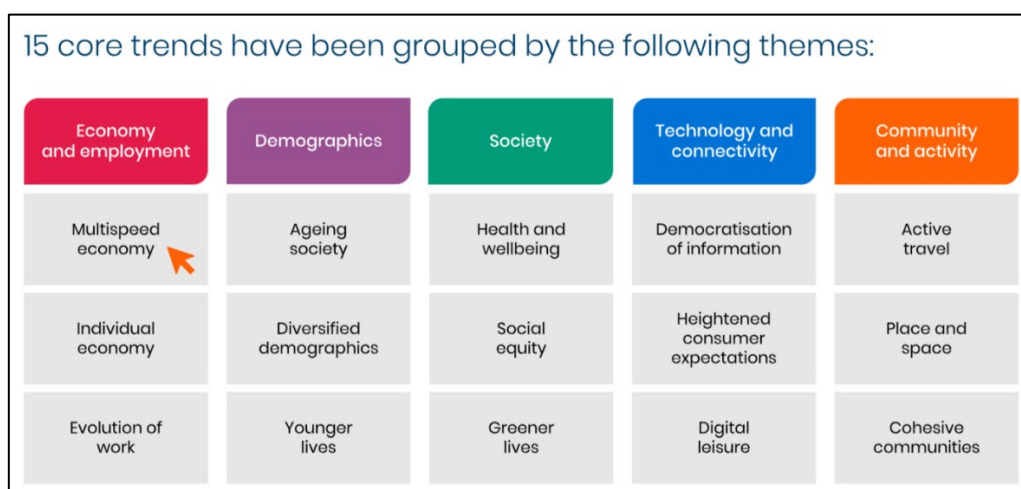 15 core trends have been grouped by the following themes:
Economy
and employment
Demographics
Society
Technology and
connectivity
Community
and activity
Multispeed
economy
Ageing
society
Health and
wellbeing
Democratisation
of information
Active
travel
Individual
economy
Diversified
demographics
Social
equity
Heightened
consumer
expectations
Place and
space
Evolution of
work
Younger
lives
Greener
lives
Digital
leisure
Cohesive
communities